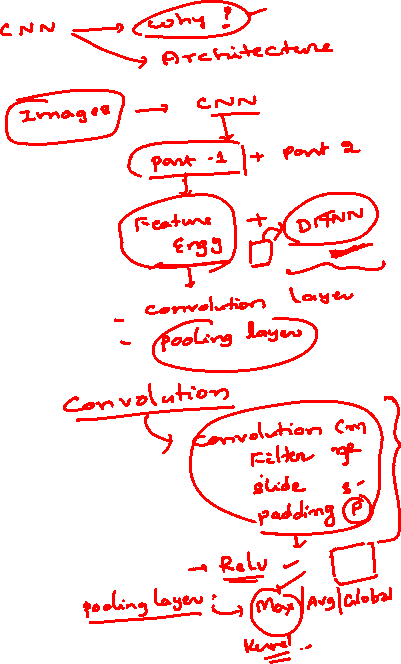 CNN why?
Architecture
Images CNN
part -1 + part 2
Feature Engg + DFNN
- convolution layer
- pooling layer
Convolution
convolution (m
Filter nf
slide s
padding P
Relu
pooling layer: Max | Avg | Global
Kernel ..